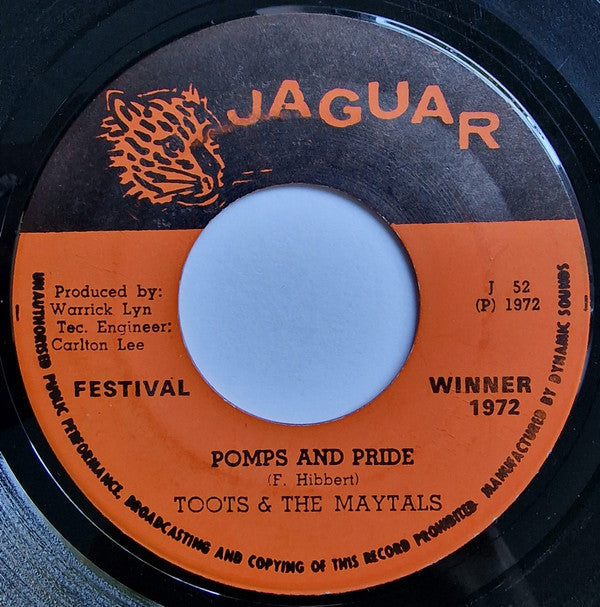 JAGUAR
Produced by:
Warrick Lyn
Tec. Engineer:
Carlton Lee
J 52
(P) 1972
FESTIVAL
WINNER
1972
POMPS AND PRIDE
(F. Hibbert)
TOOTS & THE MAYTALS
UNAUTHORISED PUBLIC PERFORMANCE, BROADCASTING AND COPYING OF THIS RECORD PROHIBITED. MANUFACTURED BY DYNAMIC SOUNDS